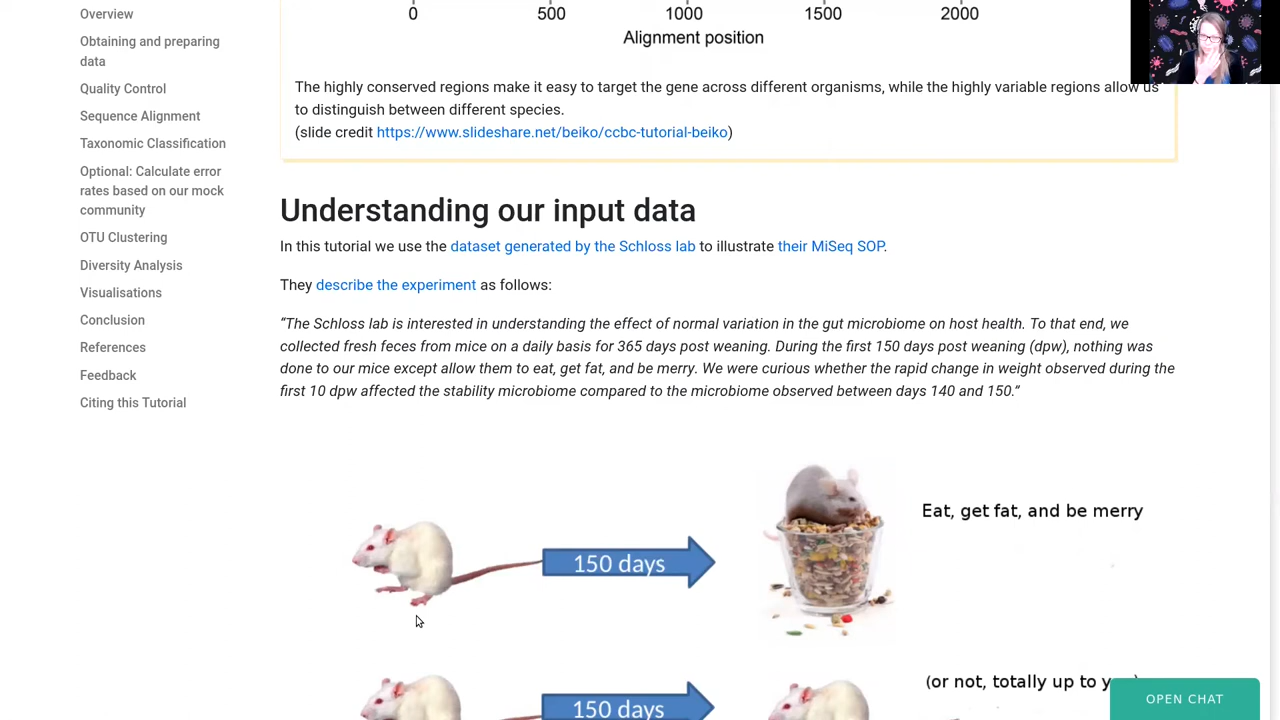 Overview
Obtaining and preparing
data
Quality Control
Sequence Alignment
Taxonomic Classification
Optional: Calculate error
rates based on our mock
community
OTU Clustering
Diversity Analysis
Visualisations
Conclusion
References
Feedback
Citing this Tutorial
0 500 1000 1500 2000
Alignment position
The highly conserved regions make it easy to target the gene across different organisms, while the highly variable regions allow us
to distinguish between different species.
(slide credit https://www.slideshare.net/beiko/ccbc-tutorial-beiko)
Understanding our input data
In this tutorial we use the dataset generated by the Schloss lab to illustrate their MiSeq SOP.
They describe the experiment as follows:
“The Schloss lab is interested in understanding the effect of normal variation in the gut microbiome on host health. To that end, we
collected fresh feces from mice on a daily basis for 365 days post weaning. During the first 150 days post weaning (dpw), nothing was
done to our mice except allow them to eat, get fat, and be merry. We were curious whether the rapid change in weight observed during the
first 10 dpw affected the stability microbiome compared to the microbiome observed between days 140 and 150.”
150 days
Eat, get fat, and be merry
150 days
(or not, totally up to
OPEN CHAT